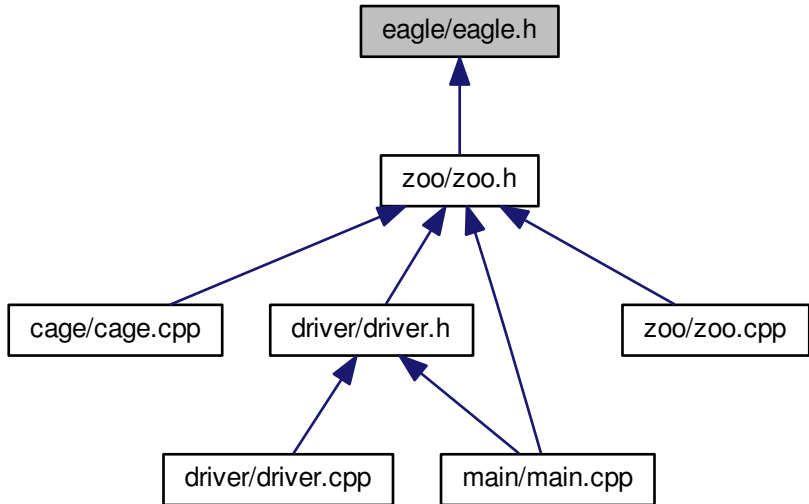 eagle/eagle.h
zoo/zoo.h
cage/cage.cpp
driver/driver.h
zoo/zoo.cpp
driver/driver.cpp
main/main.cpp